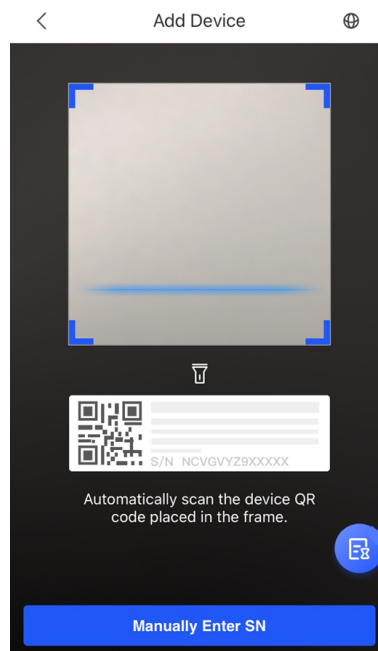 Add Device
S/N NCVGVYZ9XXXXX
Automatically scan the device QR
code placed in the frame.
Manually Enter SN